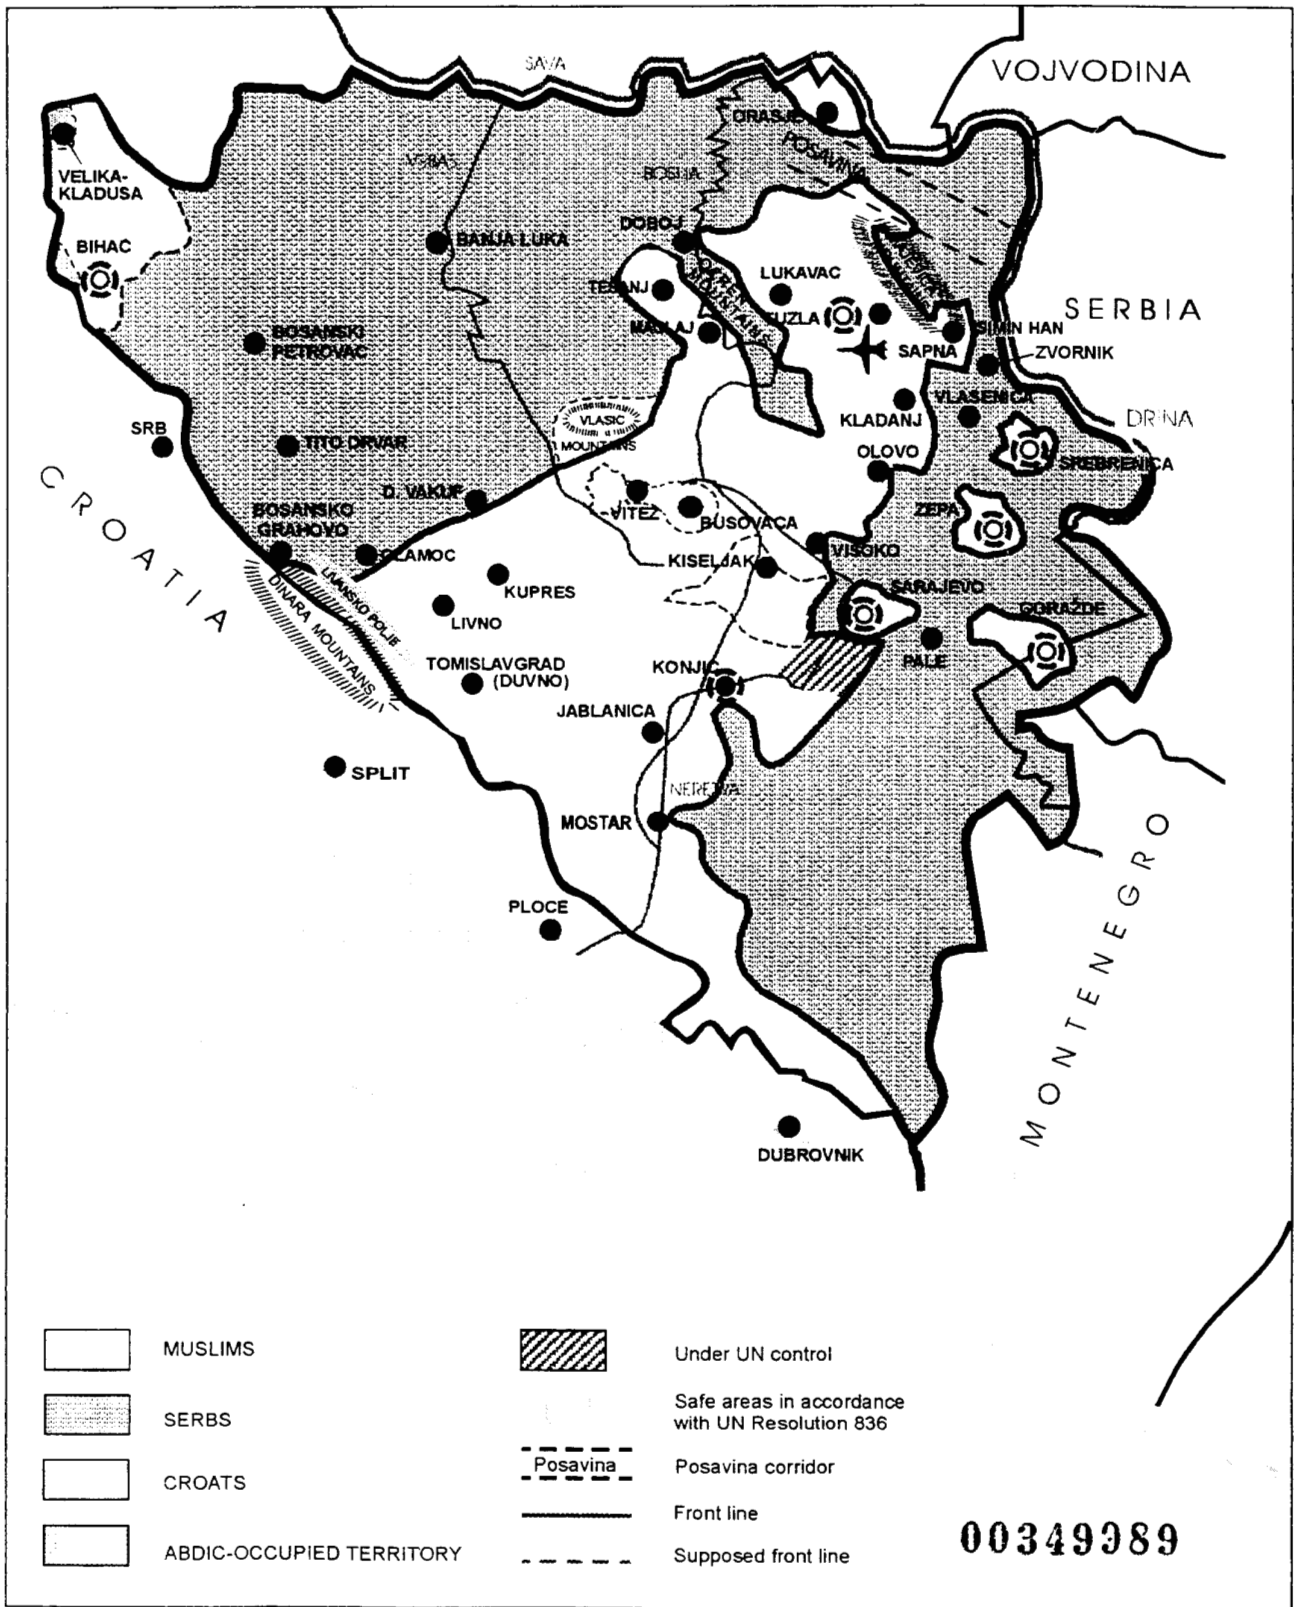 SAVA
VOJVODINA
ORASJE
POSAVINA
VRBAS
BOSNA
VELIKA-
KLADUSA
DOBOJ
BANJA LUKA
BIHAC
LUKAVAC
OZREN
MOUNTAINS
TESANJ
SERBIA
TUZLA
MAGLAJ
SIMIN HAN
BOSANSKI
PETROVAC
SAPNA
ZVORNIK
VLASENICA
KLADANJ
DRINA
VLASIC
MOUNTAINS
SRB
TITO DRVAR
OLOVO
SREBRENICA
CROATIA
D. VAKUF
BOSANSKO
GRAHOVO
VITEZ
BUSOVACA
ZEPA
GLAMOC
KISELJAK
VISOKO
LIVANSKO POLJE
DINARA MOUNTAINS
KUPRES
SARAJEVO
LIVNO
GORAŽDE
TOMISLAVGRAD
(DUVNO)
KONJIC
PALE
JABLANICA
SPLIT
NERETVA
MOSTAR
MONTENEGRO
PLOCE
DUBROVNIK
MUSLIMS
SERBS
CROATS
ABDIC-OCCUPIED TERRITORY
Under UN control
Safe areas in accordance
with UN Resolution 836
Posavina
Posavina corridor
Front line
Supposed front line
00349989